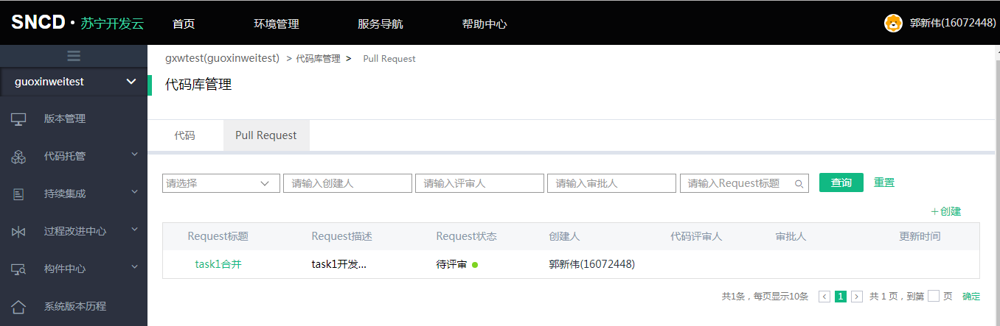 SNCD • 苏宁开发云 首页 环境管理 服务导航 帮助中心 郭新伟(16072448)
guoxinweitest
版本管理
代码托管
持续集成
过程改进中心
构件中心
系统版本历程
gxwtest(guoxinweitest) > 代码库管理 > Pull Request
代码库管理
代码 Pull Request
请选择 请输入创建人 请输入评审人 请输入审批人 请输入Request标题 查询 重置
+创建
Request标题 Request描述 Request状态 创建人 代码评审人 审批人 更新时间
task1合并 task1开发... 待评审 郭新伟(16072448)
共1条，每页显示10条 < 1 > 共 1 页，到第 页 确定